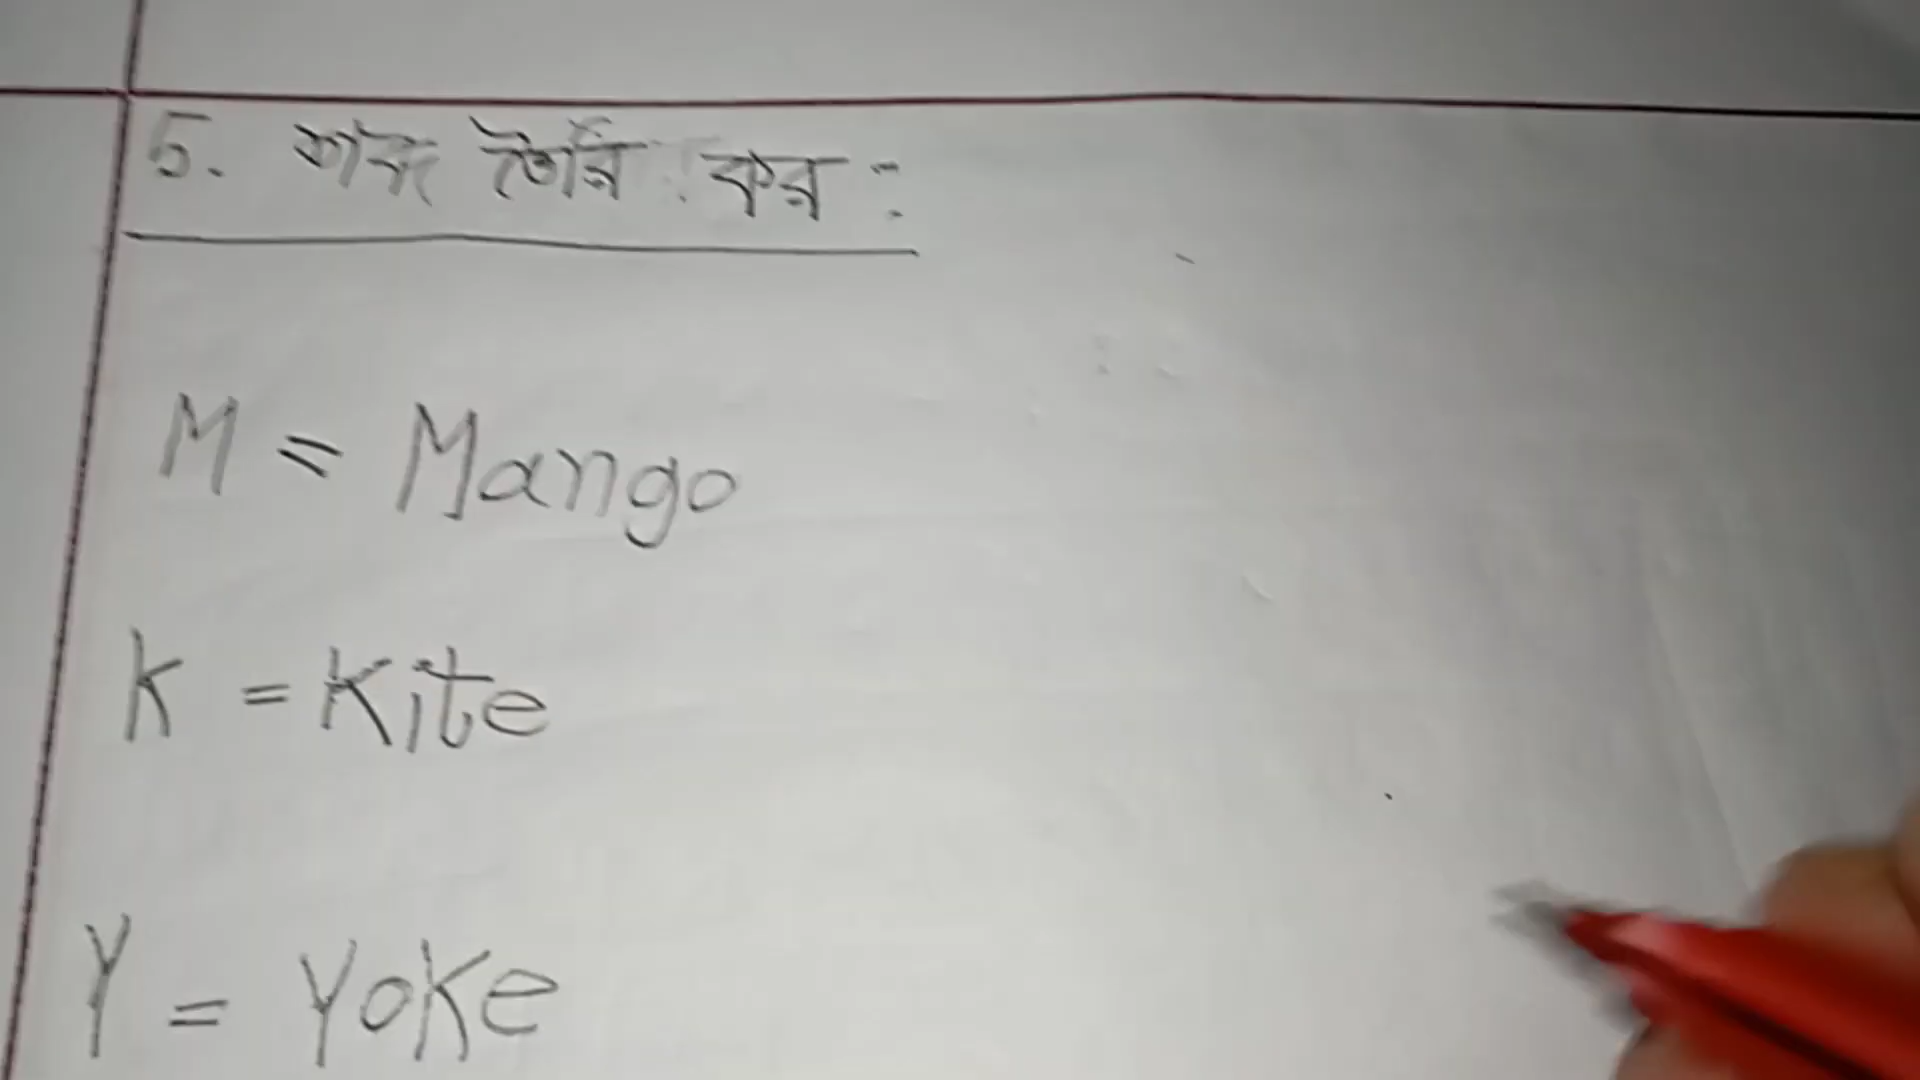 5. শব্দ তৈরি কর :
M = Mango
K = Kite
Y = Yoke